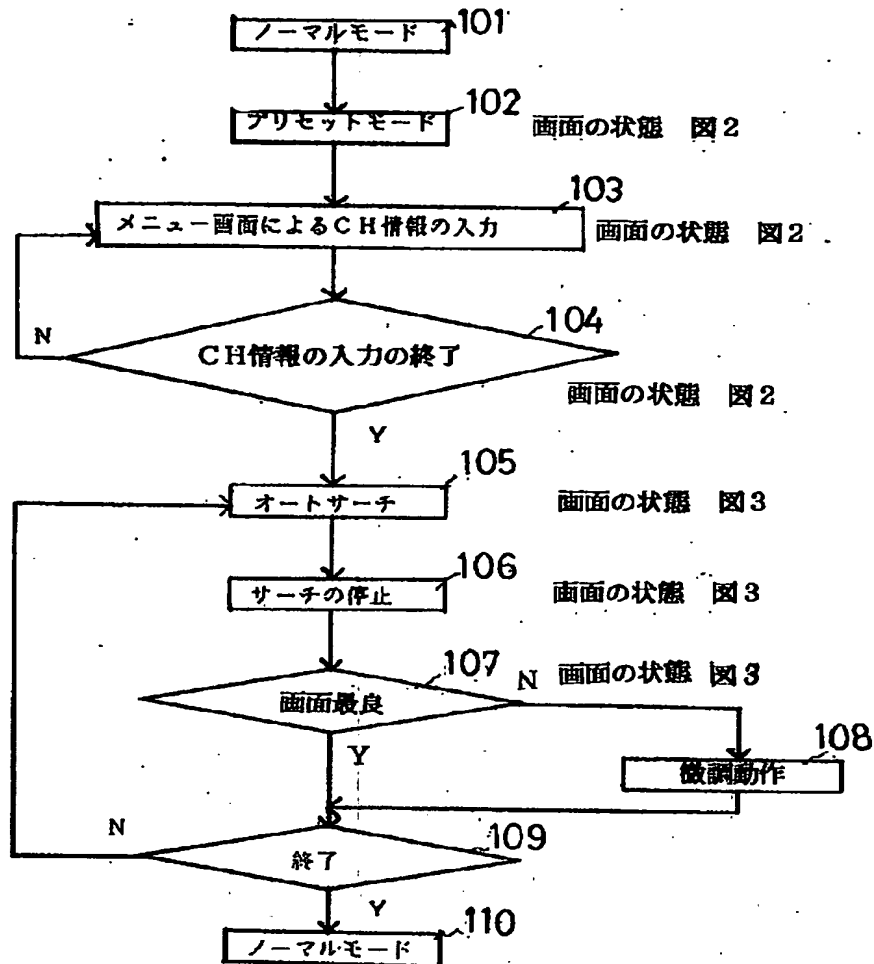 ノーマルモード 101
プリセットモード 102
画面の状態 図2
メニュー画面によるCH情報の入力 103
画面の状態 図2
CH情報の入力の終了 104
N
画面の状態 図2
Y
オートサーチ 105
画面の状態 図3
サーチの停止 106
画面の状態 図3
画面最良 107
N
画面の状態 図3
Y
微調動作 108
終了 109
N
Y
ノーマルモード 110